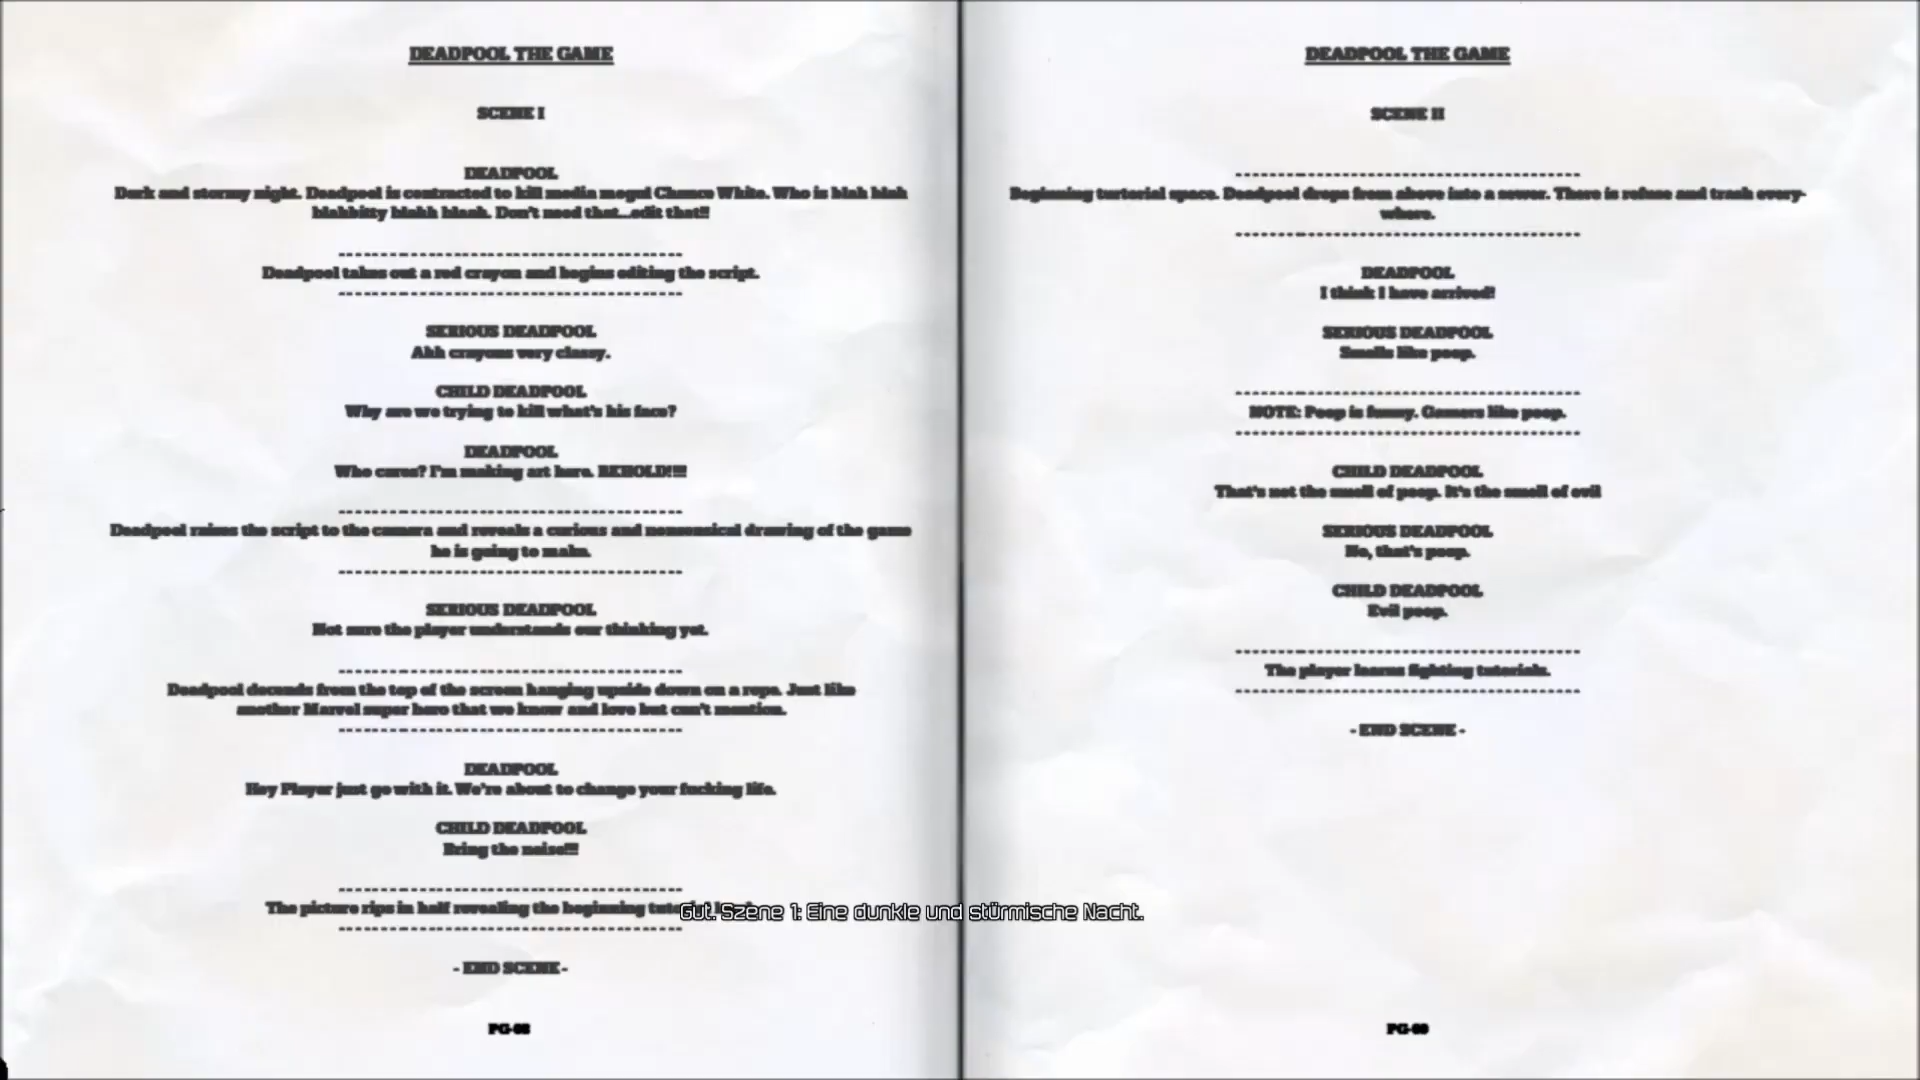 DEADPOOL THE GAME
SCENE I
DEADPOOL
Dark and stormy night. Deadpool is contracted to kill media mogul Chance White. Who is blah blah
blahbitty blahh blaah. Don't need that...edit that!!
Deadpool takes out a red crayon and begins editing the script.
SERIOUS DEADPOOL
Ahh crayons very classy.
CHILD DEADPOOL
Why are we trying to kill what's his face?
DEADPOOL
Who cares? I'm making art here. BEHOLD!!!!
Deadpool raises the script to the camera and reveals a curious and nonsensical drawing of the game
he is going to make.
SERIOUS DEADPOOL
Not sure the player understands our thinking yet.
Deadpool decends from the top of the screen hanging upside down on a rope. Just like
another Marvel super hero that we know and love but can't mention.
DEADPOOL
Hey Player just go with it. We're about to change your fucking life.
CHILD DEADPOOL
Bring the noise!!!
The picture rips in half revealing the beginning
Gut. Szene 1: Eine dunkle und stürmische Nacht.
- END SCENE -
PG-08
DEADPOOL THE GAME
SCENE II
Beginning turtorial space. Deadpool drops from above into a sewer. There is refuse and trash every-
where.
DEADPOOL
I think I have arrived!
SERIOUS DEADPOOL
Smells like poop.
NOTE: Poop is funny. Gamers like poop.
CHILD DEADPOOL
That's not the smell of poop. It's the smell of evil
SERIOUS DEADPOOL
No, that's poop.
CHILD DEADPOOL
Evil poop.
The player learns fighting tutorials.
- END SCENE -
PG-09